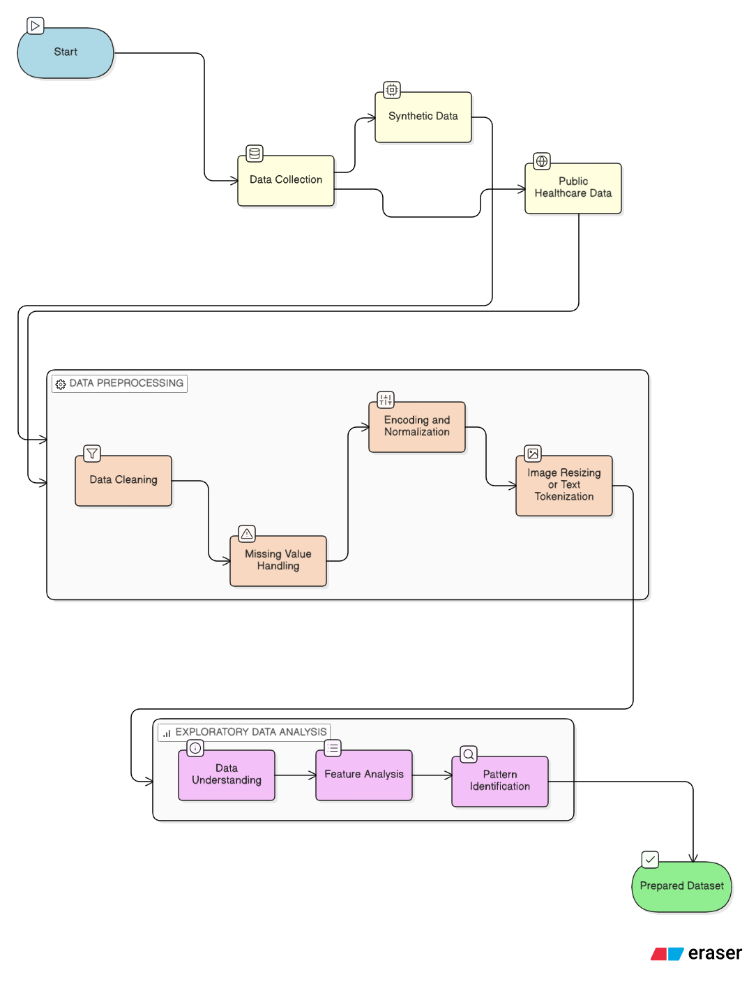 Start
Synthetic Data
Data Collection
Public
Healthcare Data
DATA PREPROCESSING
Encoding and
Normalization
Data Cleaning
Image Resizing
or Text
Tokenization
Missing Value
Handling
EXPLORATORY DATA ANALYSIS
Data
Understanding
Feature Analysis
Pattern
Identification
Prepared Dataset
eraser